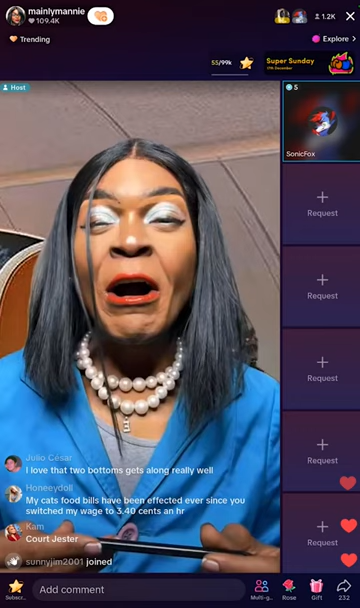 mainlymannie
109.4K
1.2K
Trending
Explore >
55/99k
Super Sunday
Host
5
SonicFox
Request
Request
Request
Request
Request
Julio Cesar
I love that two bottoms gets along really well
Honeeydoll
My cats food bills have been effected ever since you
switched my wage to 3.40 cents an hr
Kam
Court Jester
sunnyjim2001 joined
Subscr...
Add comment
Multi-g...
Rose
Gift
232